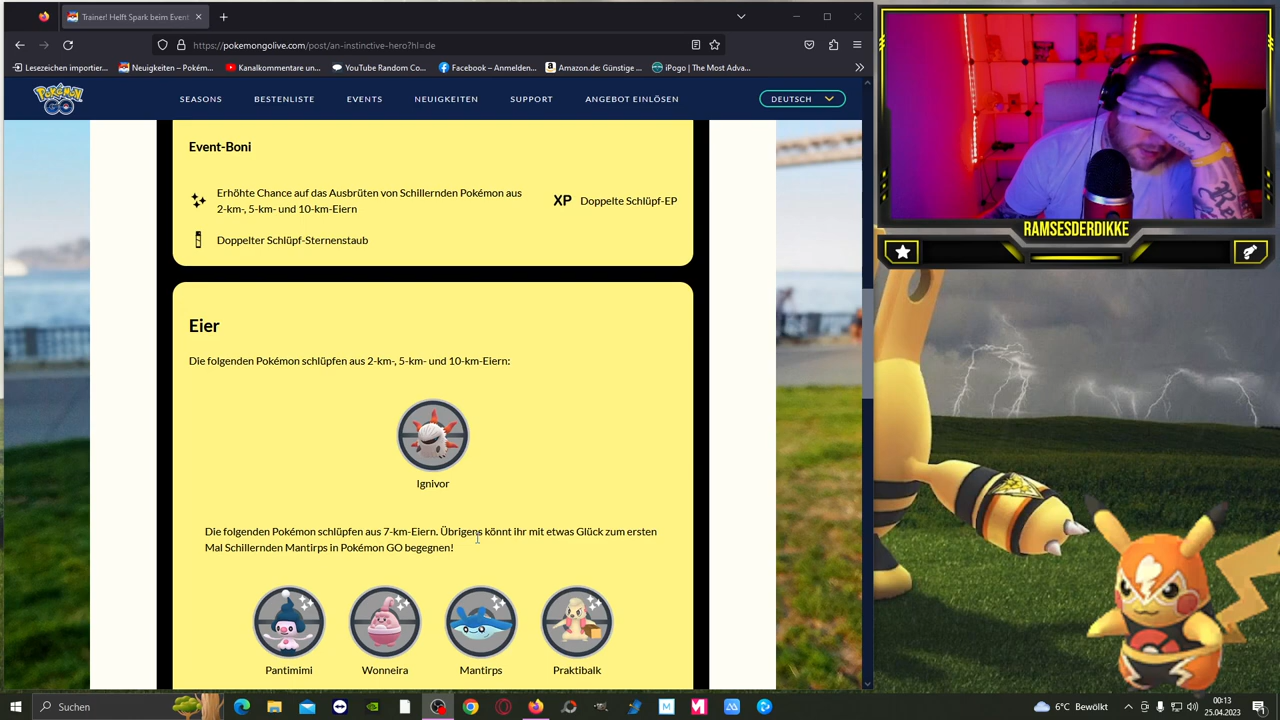 Trainer! Helft Spark beim Event
https://pokemongolive.com/post/an-instinctive-hero?hl=de
Lesezeichen importier...
Neuigkeiten – Pokém...
Kanalkommentare un...
YouTube Random Co...
Facebook – Anmelden...
Amazon.de: Günstige ...
iPogo | The Most Adva...
POKÉMON GO
SEASONS
BESTENLISTE
EVENTS
NEUIGKEITEN
SUPPORT
ANGEBOT EINLÖSEN
DEUTSCH
Event-Boni
Erhöhte Chance auf das Ausbrüten von Schillernden Pokémon aus
2-km-, 5-km- und 10-km-Eiern
XP Doppelte Schlüpf-EP
Doppelter Schlüpf-Sternenstaub
Eier
Die folgenden Pokémon schlüpfen aus 2-km-, 5-km- und 10-km-Eiern:
Ignivor
Die folgenden Pokémon schlüpfen aus 7-km-Eiern. Übrigens könnt ihr mit etwas Glück zum ersten
Mal Schillernden Mantirps in Pokémon GO begegnen!
Pantimimi
Wonneira
Mantirps
Praktibalk
RAMSESDERDIKKE
Suchen
6°C Bewölkt
00:13
25.04.2023